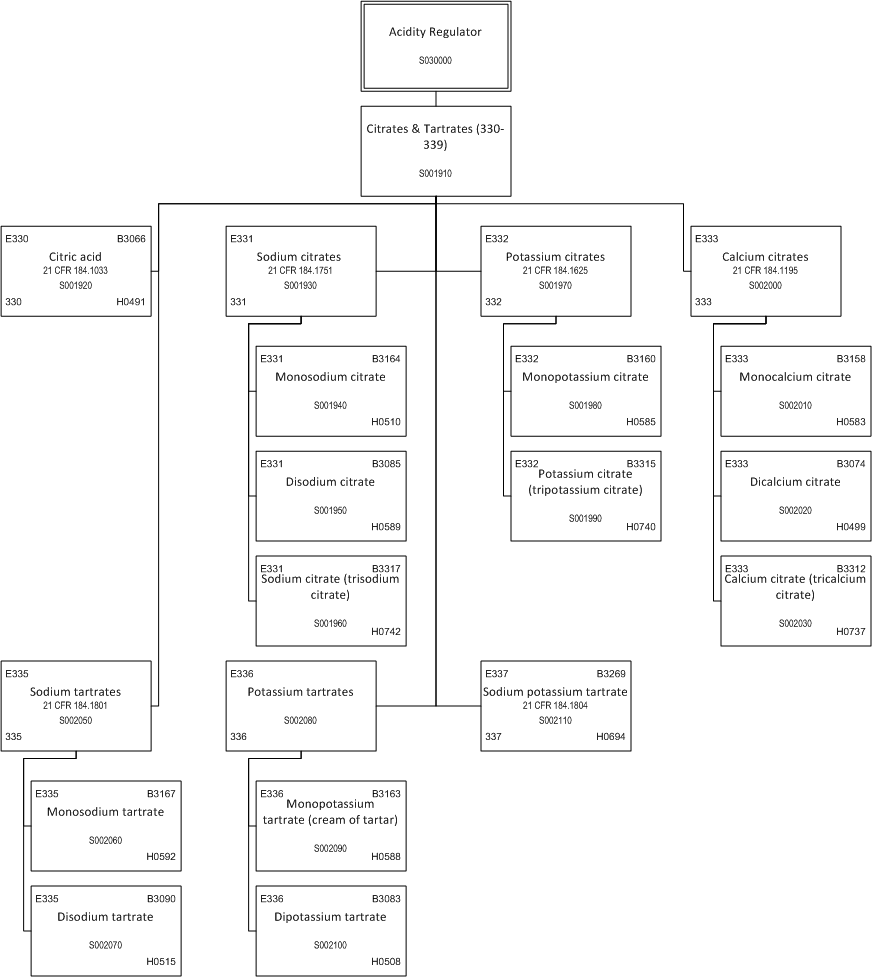 Acidity Regulator
S030000
Citrates & Tartrates (330-
339)
S001910
E330 B3066
Citric acid
21 CFR 184.1033
S001920
330 H0491
E331
Sodium citrates
21 CFR 184.1751
S001930
331
E332
Potassium citrates
21 CFR 184.1625
S001970
332
E333
Calcium citrates
21 CFR 184.1195
S002000
333
E331 B3164
Monosodium citrate
S001940
H0510
E332 B3160
Monopotassium citrate
S001980
H0585
E333 B3158
Monocalcium citrate
S002010
H0583
E331 B3085
Disodium citrate
S001950
H0589
E332 B3315
Potassium citrate
(tripotassium citrate)
S001990
H0740
E333 B3074
Dicalcium citrate
S002020
H0499
E331 B3317
Sodium citrate (trisodium
citrate)
S001960
H0742
E333 B3312
Calcium citrate (tricalcium
citrate)
S002030
H0737
E335
Sodium tartrates
21 CFR 184.1801
S002050
335
E336
Potassium tartrates
S002080
336
E337 B3269
Sodium potassium tartrate
21 CFR 184.1804
S002110
337 H0694
E335 B3167
Monosodium tartrate
S002060
H0592
E336 B3163
Monopotassium
tartrate (cream of tartar)
S002090
H0588
E335 B3090
Disodium tartrate
S002070
H0515
E336 B3083
Dipotassium tartrate
S002100
H0508